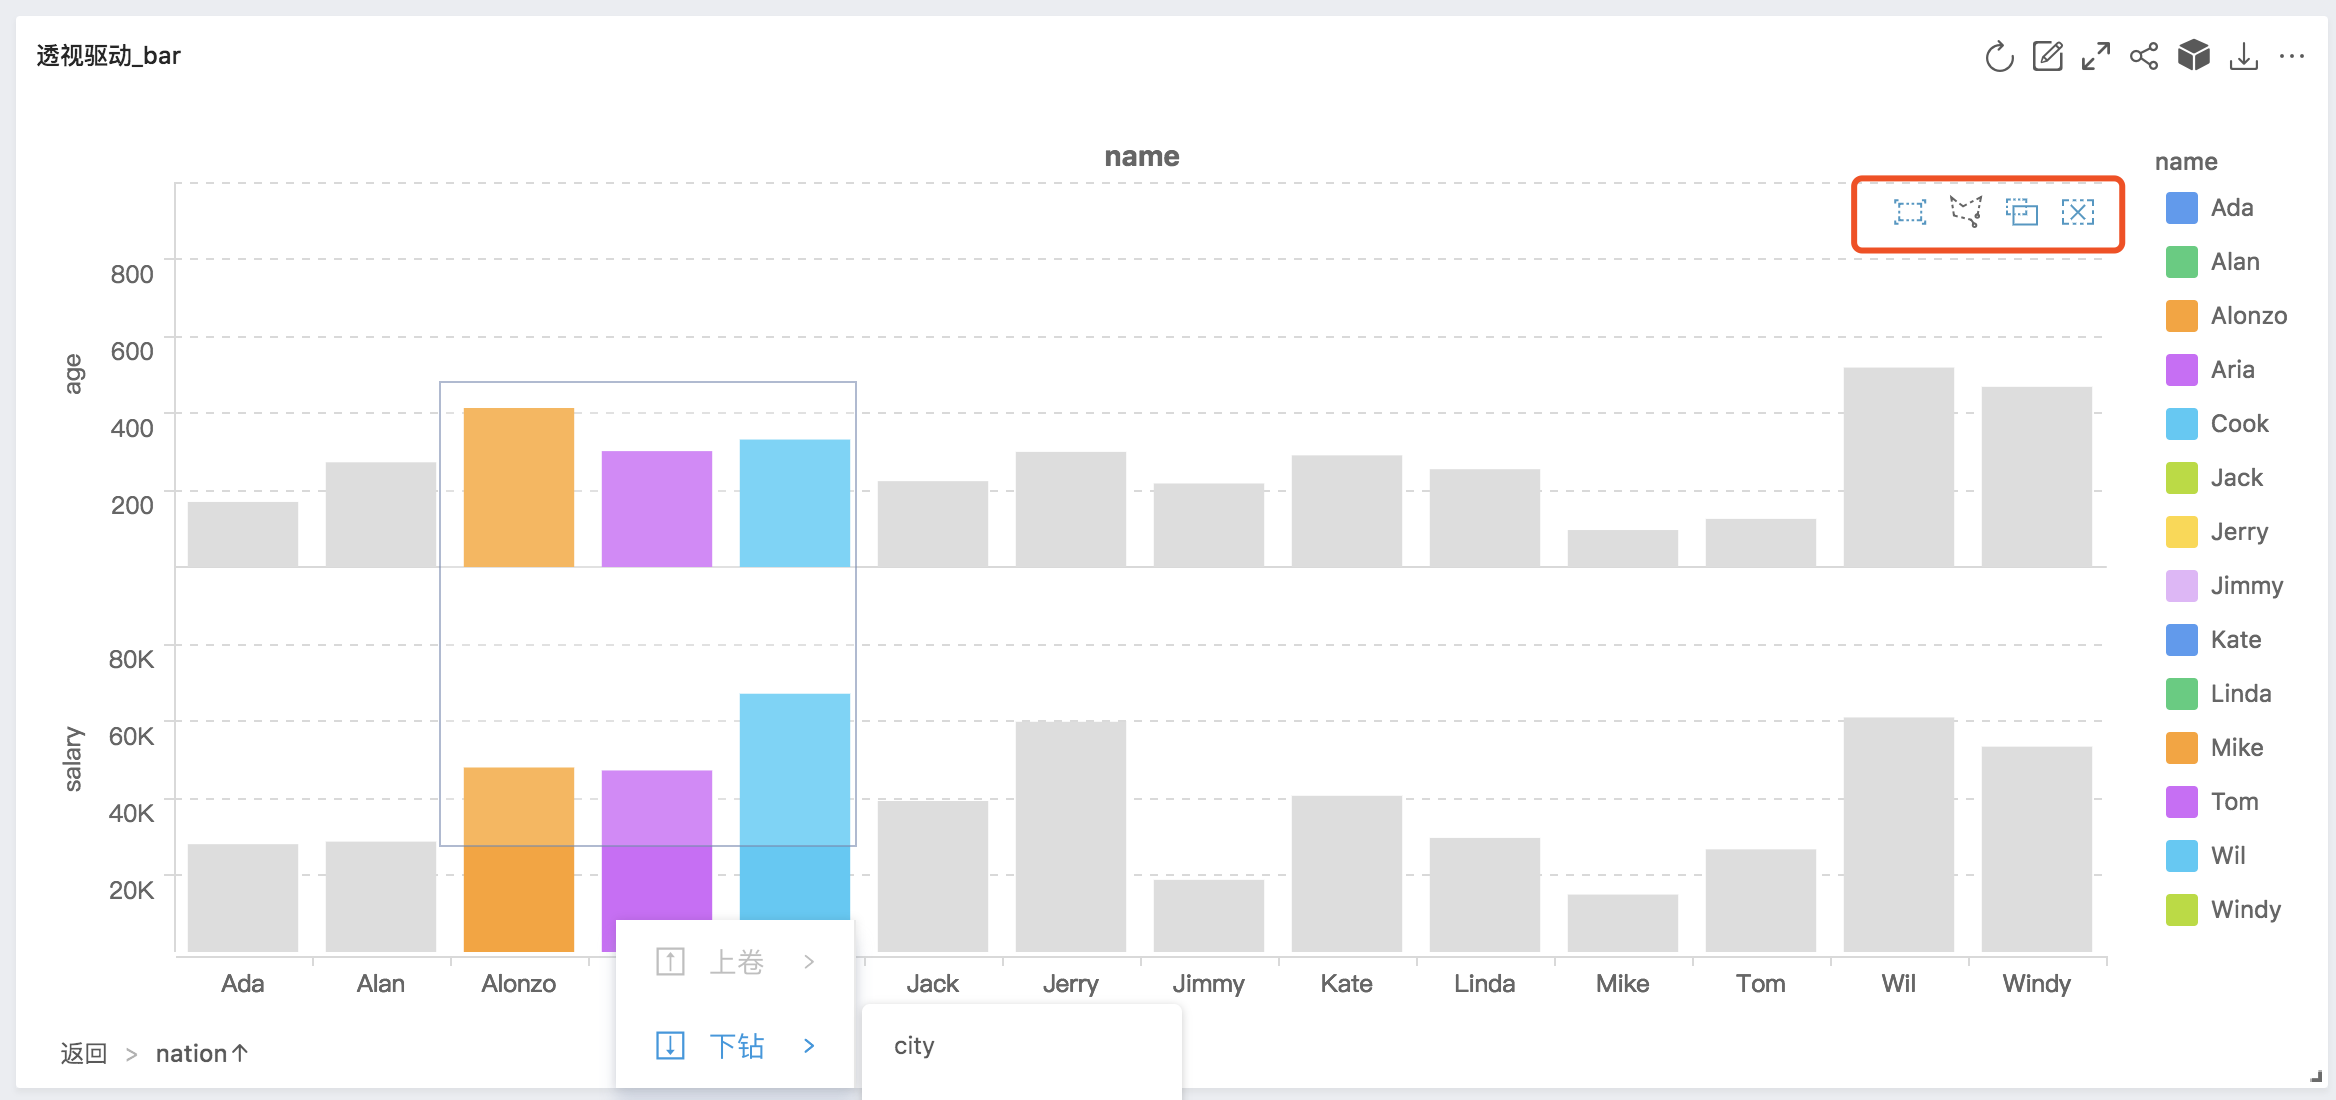 透视驱动_bar
name
800
600
400
200
age
80K
60K
40K
20K
salary
Ada
Alan
Alonzo
Jack
Jerry
Jimmy
Kate
Linda
Mike
Tom
Wil
Windy
name
Ada
Alan
Alonzo
Aria
Cook
Jack
Jerry
Jimmy
Kate
Linda
Mike
Tom
Wil
Windy
上卷 >
下钻 >
city
返回 > nation↑